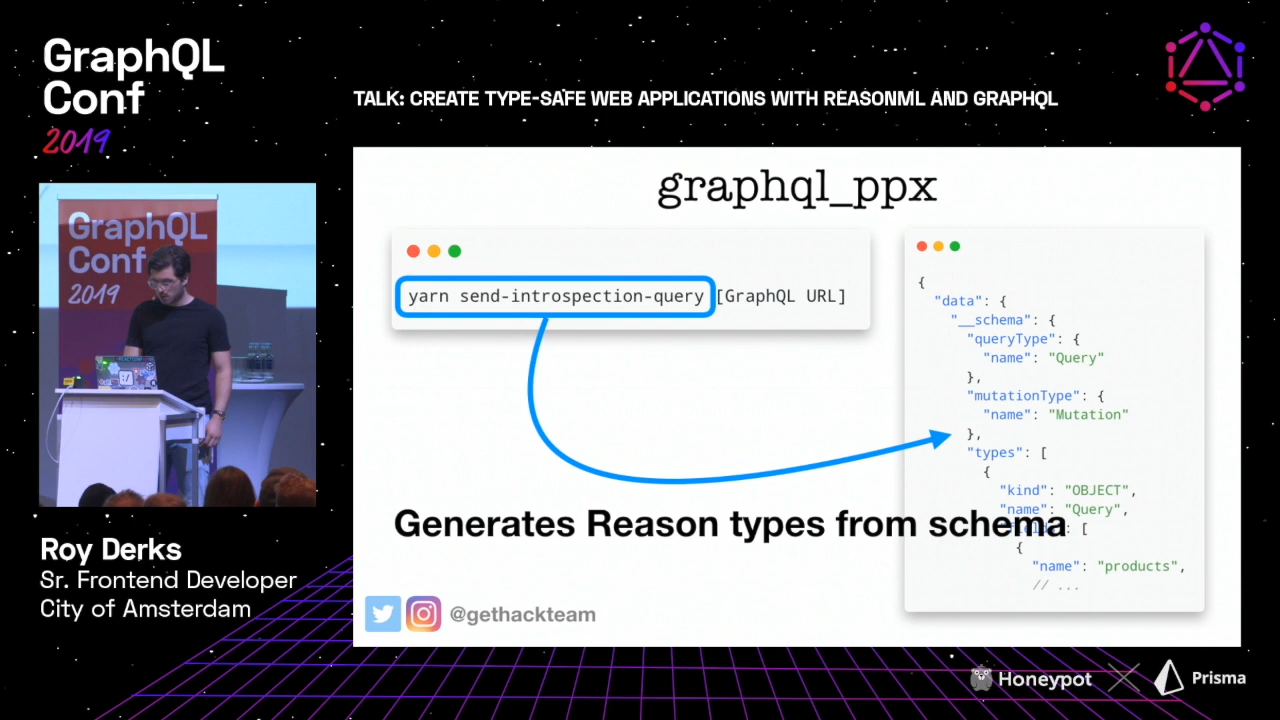 GraphQL
Conf
2019
TALK: CREATE TYPE-SAFE WEB APPLICATIONS WITH REASONML AND GRAPHQL
GraphQL
Conf
2019
Roy Derks
Sr. Frontend Developer
City of Amsterdam
graphql_ppx
yarn send-introspection-query [GraphQL URL]
{
"data": {
"__schema": {
"queryType": {
"name": "Query"
},
"mutationType": {
"name": "Mutation"
},
"types": [
{
"kind": "OBJECT",
"name": "Query",
"fields": [
{
"name": "products",
// ...
Generates Reason types from schema
@gethackteam
Honeypot
Prisma